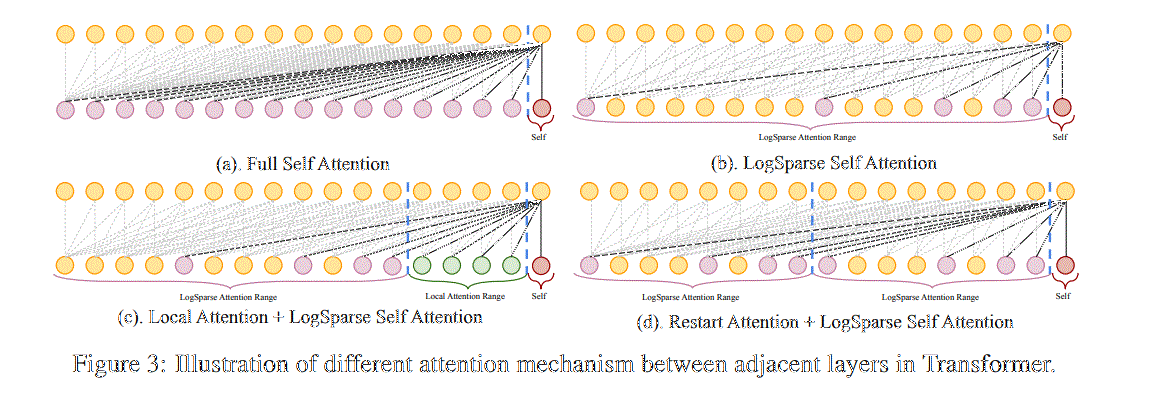 Self
LogSparse Attention Range
Self
(a). Full Self Attention
(b). LogSparse Self Attention
LogSparse Attention Range
Local Attention Range
Self
LogSparse Attention Range
LogSparse Attention Range
Self
(c). Local Attention + LogSparse Self Attention
(d). Restart Attention + LogSparse Self Attention
Figure 3: Illustration of different attention mechanism between adjacent layers in Transformer.